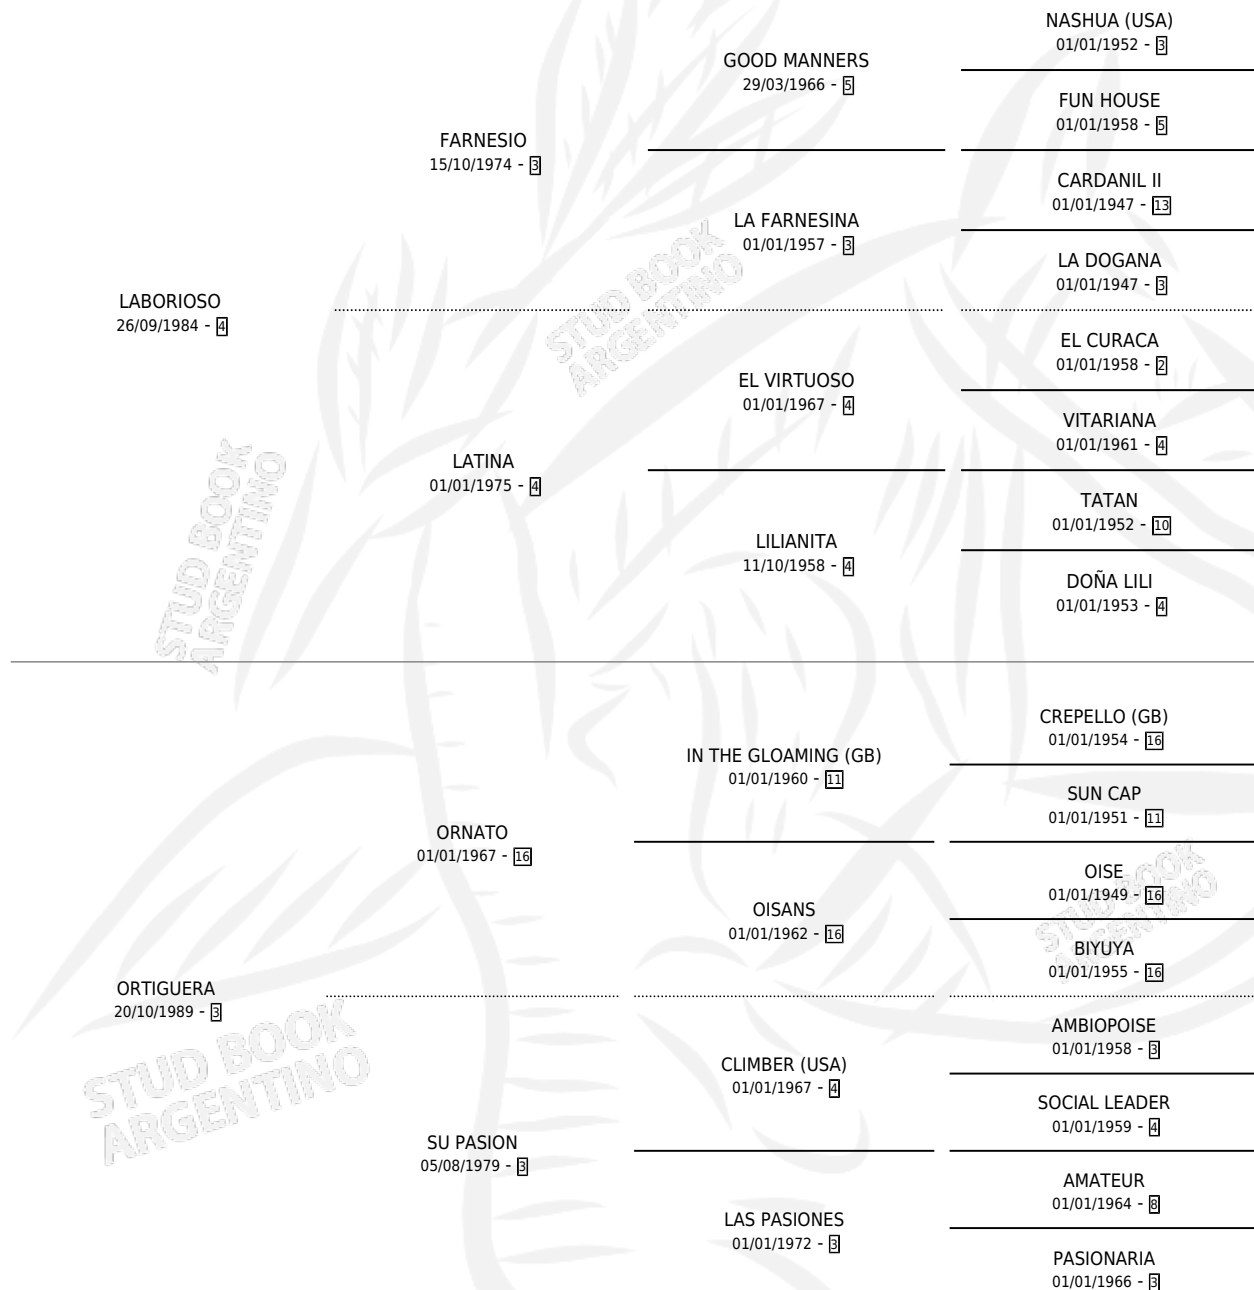 NASHUA (USA)
01/01/1952 - 3
GOOD MANNERS
29/03/1966 - 5
FUN HOUSE
01/01/1958 - 5
FARNESIO
15/10/1974 - 3
CARDANIL II
01/01/1947 - 13
LA FARNESINA
01/01/1957 - 3
LA DOGANA
01/01/1947 - 3
LABORIOSO
26/09/1984 - 4
EL CURACA
01/01/1958 - 2
EL VIRTUOSO
01/01/1967 - 4
VITARIANA
01/01/1961 - 4
LATINA
01/01/1975 - 4
TATAN
01/01/1952 - 10
LILIANITA
11/10/1958 - 4
DOÑA LILI
01/01/1953 - 4
CREPELLO (GB)
01/01/1954 - 16
IN THE GLOAMING (GB)
01/01/1960 - 11
SUN CAP
01/01/1951 - 11
ORNATO
01/01/1967 - 16
OISE
01/01/1949 - 16
OISANS
01/01/1962 - 16
BIYUYA
01/01/1955 - 16
ORTIGUERA
20/10/1989 - 3
AMBIOPOISE
01/01/1958 - 3
CLIMBER (USA)
01/01/1967 - 4
SOCIAL LEADER
01/01/1959 - 4
SU PASION
05/08/1979 - 3
AMATEUR
01/01/1964 - 8
LAS PASIONES
01/01/1972 - 3
PASIONARIA
01/01/1966 - 3
STUD BOOK
ARGENTINO
STUD BOOK
ARGENTINO
STUD BOOK
ARGENTINO
STUD BOOK
ARGENTINO